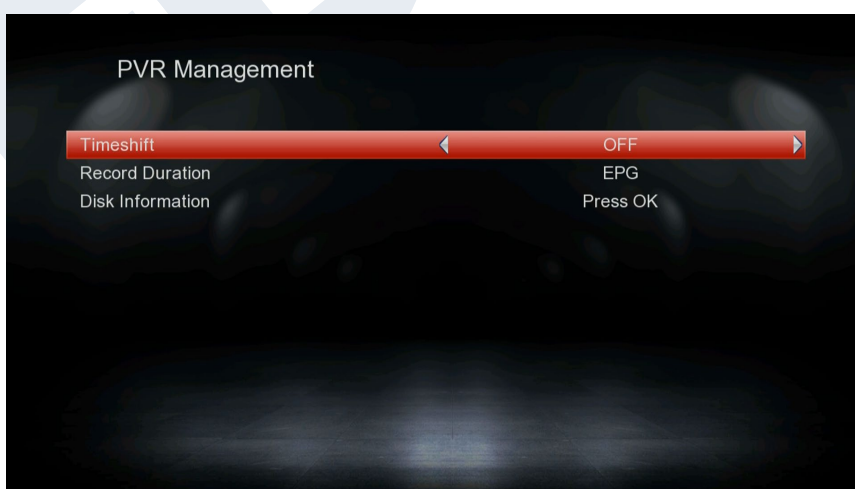 PVR Management
Timeshift OFF
Record Duration EPG
Disk Information Press OK